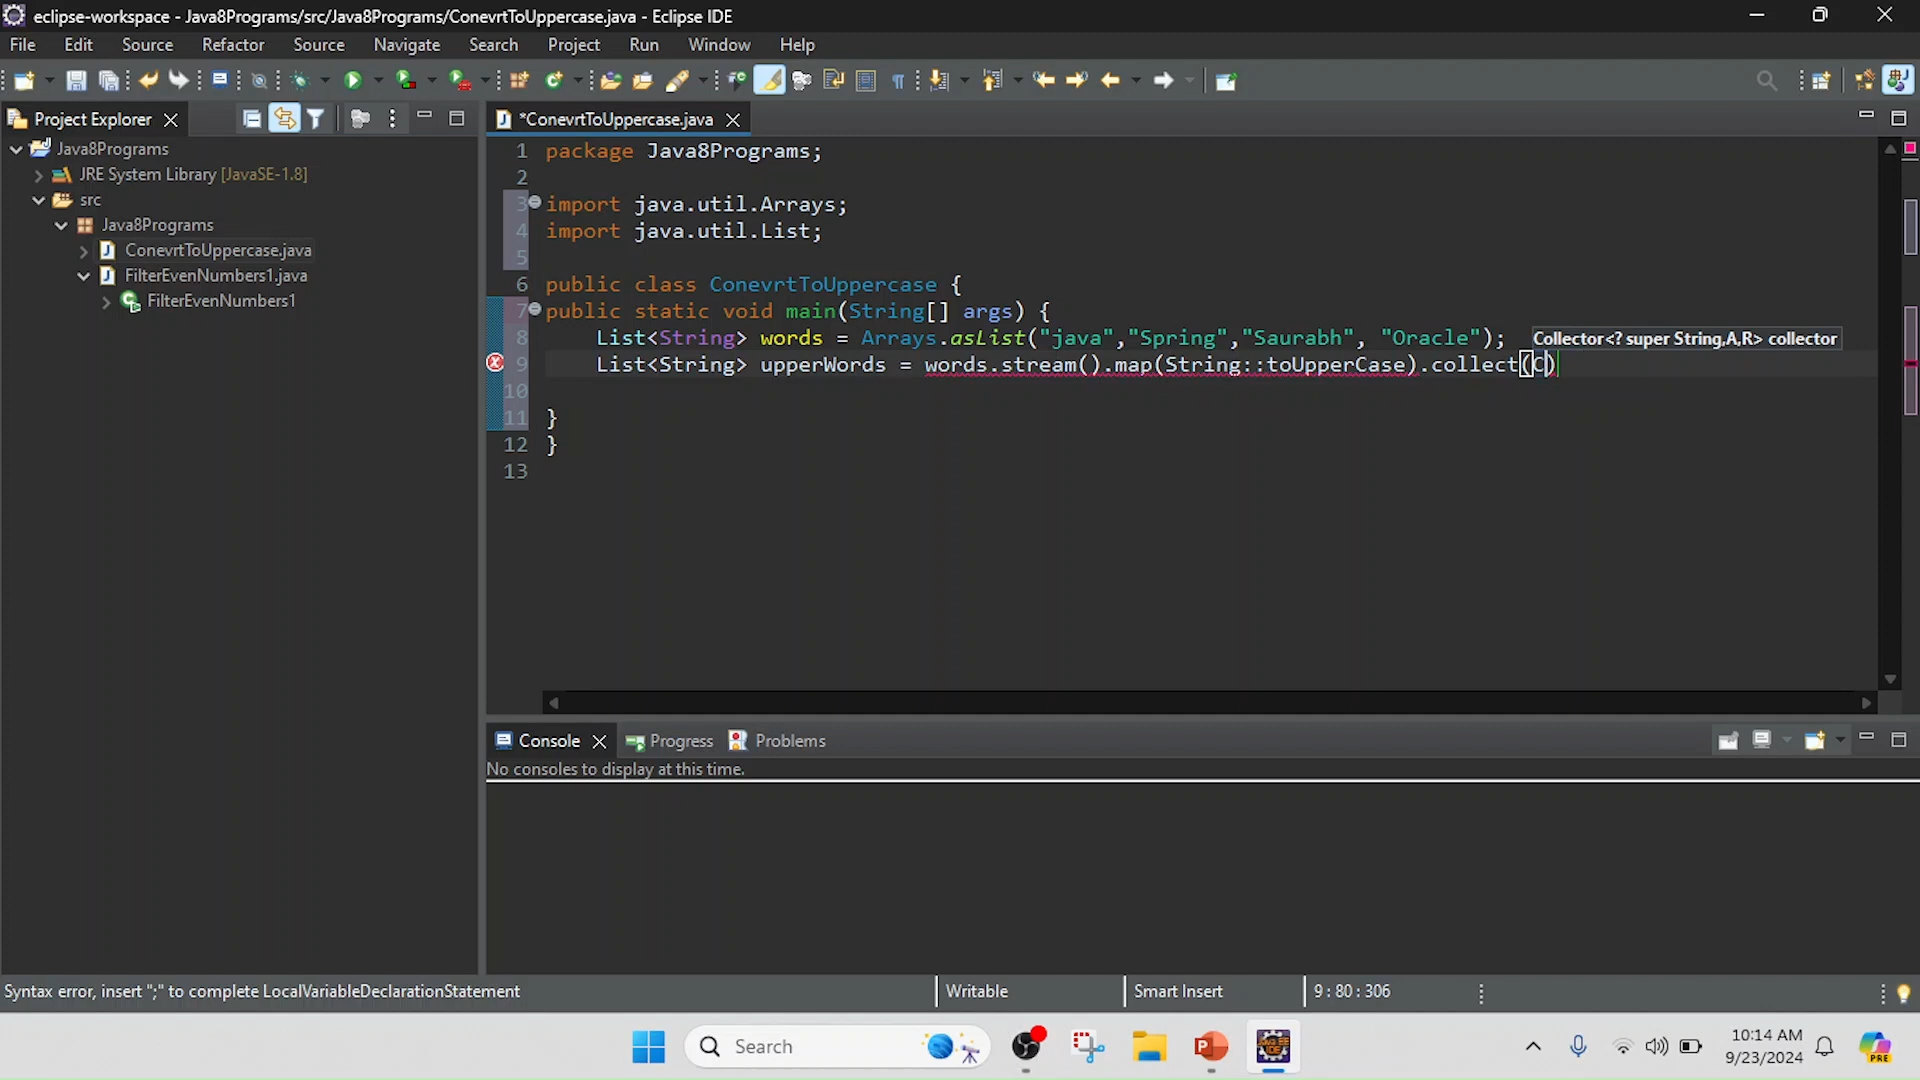 eclipse-workspace - Java8Programs/src/Java8Programs/ConevrtToUppercase.java - Eclipse IDE
File Edit Source Refactor Source Navigate Search Project Run Window Help
Project Explorer
*ConevrtToUppercase.java
Java8Programs
JRE System Library [JavaSE-1.8]
src
Java8Programs
ConevrtToUppercase.java
FilterEvenNumbers1.java
FilterEvenNumbers1
1 package Java8Programs;
2
3 import java.util.Arrays;
4 import java.util.List;
5
6 public class ConevrtToUppercase {
7 public static void main(String[] args) {
8 List<String> words = Arrays.asList("java","Spring","Saurabh", "Oracle");
Collector<? super String,A,R> collector
9 List<String> upperWords = words.stream().map(String::toUpperCase).collect(C)
10
11 }
12 }
13
Console Progress Problems
No consoles to display at this time.
Syntax error, insert ";" to complete LocalVariableDeclarationStatement
Writable
Smart Insert
9 : 80 : 306
Search
JAVA EE
IDE
10:14 AM
9/23/2024
PRE